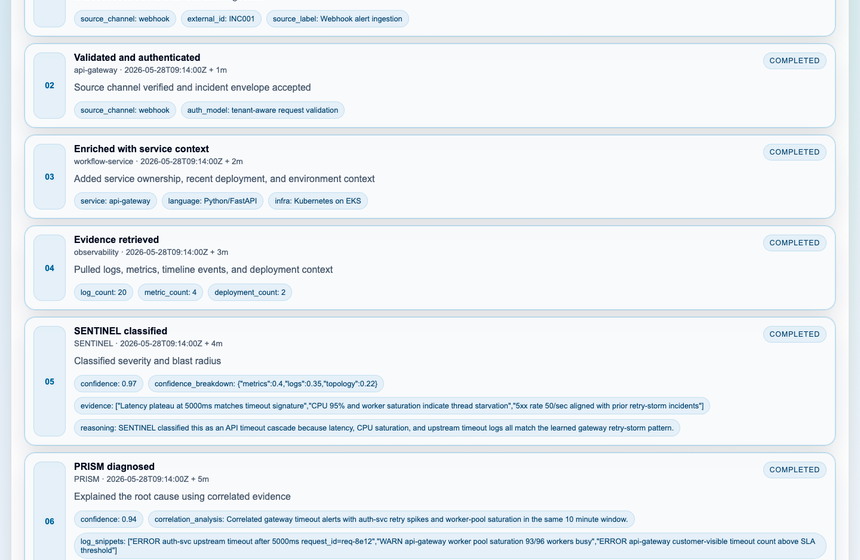 source_channel: webhook external_id: INC001 source_label: Webhook alert ingestion
02
Validated and authenticated
COMPLETED
api-gateway · 2026-05-28T09:14:00Z + 1m
Source channel verified and incident envelope accepted
source_channel: webhook auth_model: tenant-aware request validation
03
Enriched with service context
COMPLETED
workflow-service · 2026-05-28T09:14:00Z + 2m
Added service ownership, recent deployment, and environment context
service: api-gateway language: Python/FastAPI infra: Kubernetes on EKS
04
Evidence retrieved
COMPLETED
observability · 2026-05-28T09:14:00Z + 3m
Pulled logs, metrics, timeline events, and deployment context
log_count: 20 metric_count: 4 deployment_count: 2
05
SENTINEL classified
COMPLETED
SENTINEL · 2026-05-28T09:14:00Z + 4m
Classified severity and blast radius
confidence: 0.97 confidence_breakdown: {"metrics":0.4,"logs":0.35,"topology":0.22}
evidence: ["Latency plateau at 5000ms matches timeout signature","CPU 95% and worker saturation indicate thread starvation","5xx rate 50/sec aligned with prior retry-storm incidents"]
reasoning: SENTINEL classified this as an API timeout cascade because latency, CPU saturation, and upstream timeout logs all match the learned gateway retry-storm pattern.
06
PRISM diagnosed
COMPLETED
PRISM · 2026-05-28T09:14:00Z + 5m
Explained the root cause using correlated evidence
confidence: 0.94 correlation_analysis: Correlated gateway timeout alerts with auth-svc retry spikes and worker-pool saturation in the same 10 minute window.
log_snippets: ["ERROR auth-svc upstream timeout after 5000ms request_id=req-8e12","WARN api-gateway worker pool saturation 93/96 workers busy","ERROR api-gateway customer-visible timeout count above SLA
threshold"]